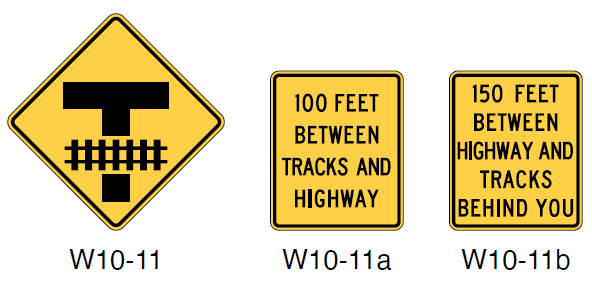 100 FEET
BETWEEN
TRACKS AND
HIGHWAY
150 FEET
BETWEEN
HIGHWAY AND
TRACKS
BEHIND YOU
W10-11
W10-11a
W10-11b